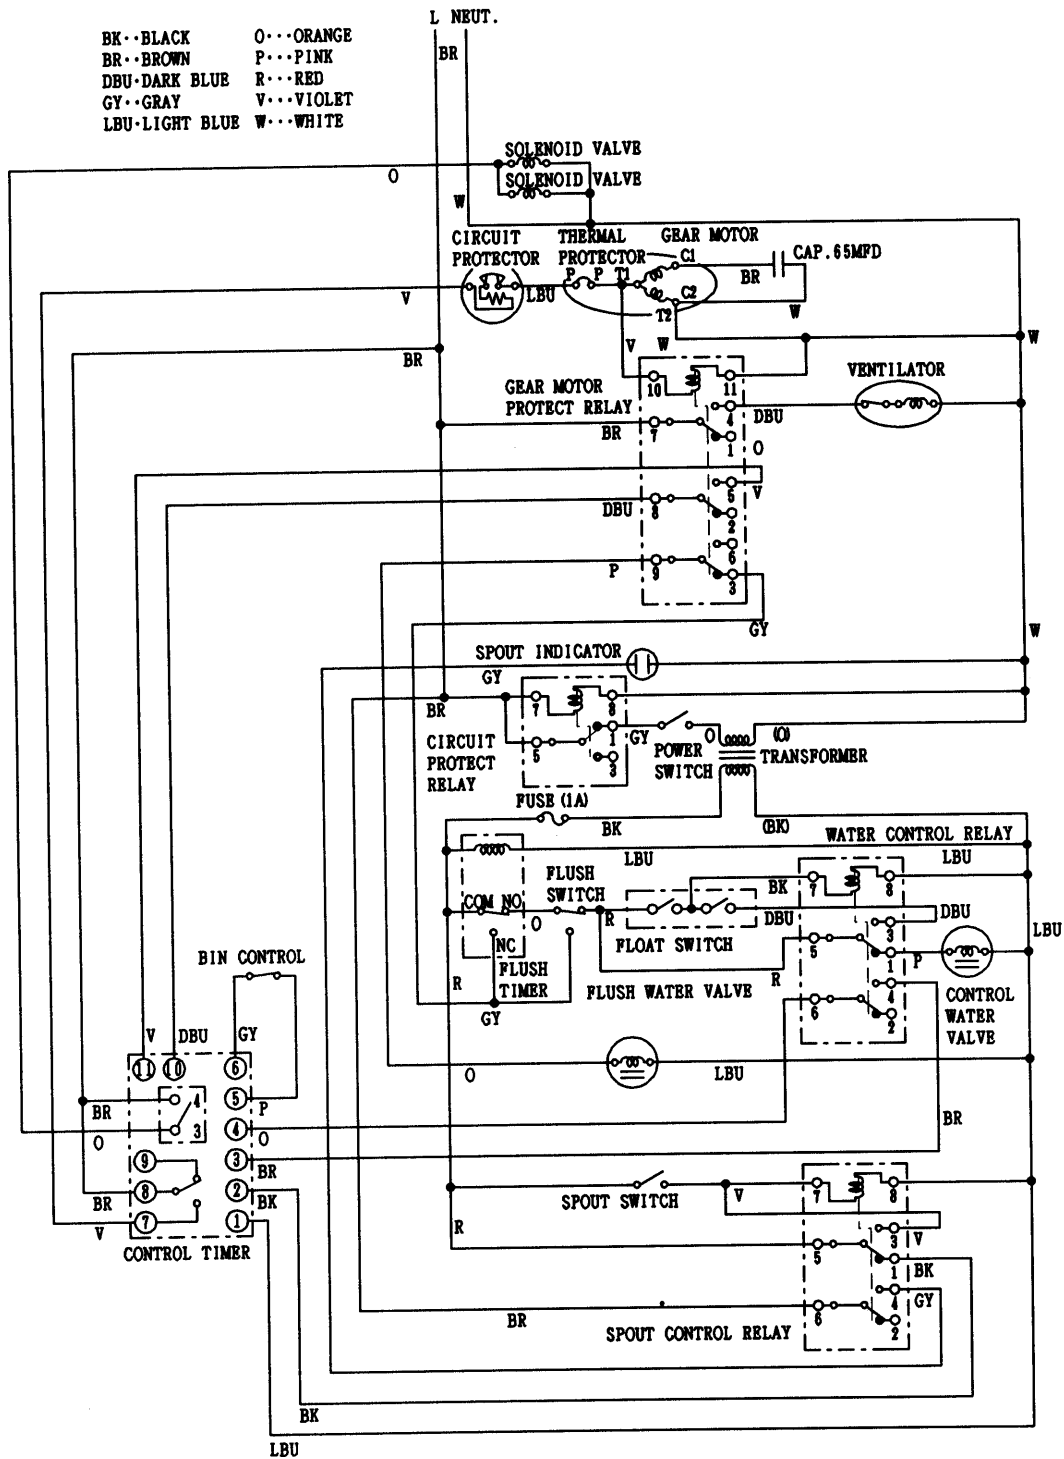 L NEUT.
BK··BLACK O···ORANGE
BR··BROWN P···PINK
DBU·DARK BLUE R···RED
GY··GRAY V···VIOLET
LBU·LIGHT BLUE W···WHITE
BR
SOLENOID VALVE
O
SOLENOID VALVE
W
CIRCUIT PROTECTOR
THERMAL PROTECTOR
GEAR MOTOR
P P T1 C1
CAP.65MFD
BR
LBU
V
C2
T2
W
W
BR
V W
VENTILATOR
10 11
GEAR MOTOR
PROTECT RELAY
4 DBU
BR 7
1 O
5 V
DBU 8
2
6
P 9
3
GY
W
SPOUT INDICATOR
GY
BR
7 8
CIRCUIT
PROTECT
RELAY
5
1 GY
3
POWER
SWITCH
O (O)
TRANSFORMER
FUSE (1A)
BK (BK)
WATER CONTROL RELAY
LBU LBU
FLUSH
SWITCH
BK 7 8
COM NO
O R
DBU
3 DBU
FLOAT SWITCH
LBU
5
1 P
NC
FLUSH
TIMER
R
GY
FLUSH WATER VALVE
R
4
6
2
CONTROL
WATER
VALVE
BIN CONTROL
V DBU GY
O LBU
11 10 6
BR 4 5 P
O 3 4 O
BR
9 3 BR
BR 8 2 BK
V 7 1
CONTROL TIMER
SPOUT SWITCH
V 7 8
R
3 V
5
1 BK
4 GY
BR 6
2
SPOUT CONTROL RELAY
BK
LBU